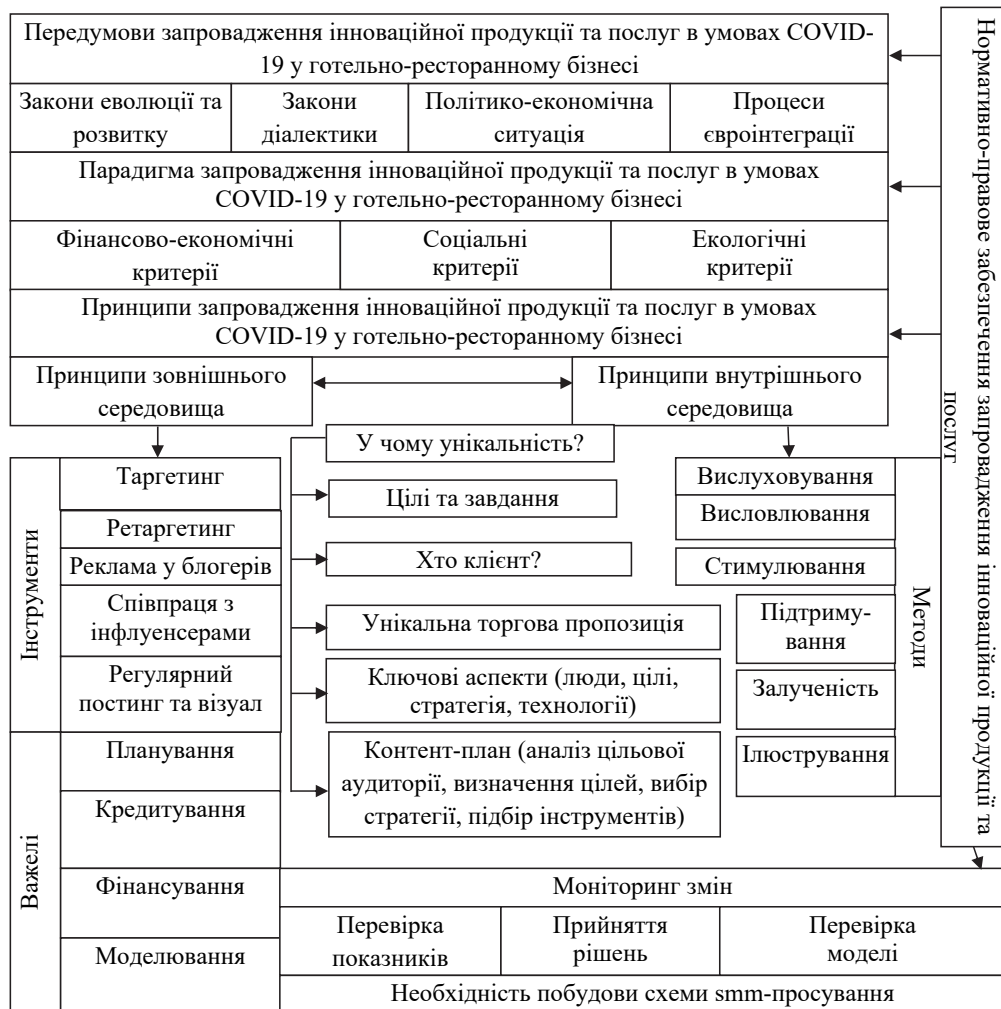 Передумови запровадження інноваційної продукції та послуг в умовах COVID-
19 у готельно-ресторанному бізнесі
Закони еволюції та
розвитку
Закони
діалектики
Політико-економічна
ситуація
Процеси
євроінтеграції
Парадигма запровадження інноваційної продукції та послуг в умовах
COVID-19 у готельно-ресторанному бізнесі
Фінансово-економічні
критерії
Соціальні
критерії
Екологічні
критерії
Принципи запровадження інноваційної продукції та послуг в умовах
COVID-19 у готельно-ресторанному бізнесі
Принципи зовнішнього
середовища
Принципи внутрішнього
середовища
Інструменти
Таргетинг
Ретаргетинг
Реклама у блогерів
Співпраця з
інфлуенсерами
Регулярний
постинг та візуал
Важелі
Планування
Кредитування
Фінансування
Моделювання
У чому унікальність?
Цілі та завдання
Хто клієнт?
Унікальна торгова пропозиція
Ключові аспекти (люди, цілі,
стратегія, технології)
Контент-план (аналіз цільової
аудиторії, визначення цілей, вибір
стратегії, підбір інструментів)
Вислуховування
Висловлювання
Стимулювання
Підтриму-
вання
Залученість
Ілюстрування
Методи
Нормативно-правове забезпечення запровадження інноваційної продукції та
послуг
Моніторинг змін
Перевірка
показників
Прийняття
рішень
Перевірка
моделі
Необхідність побудови схеми smm-просування